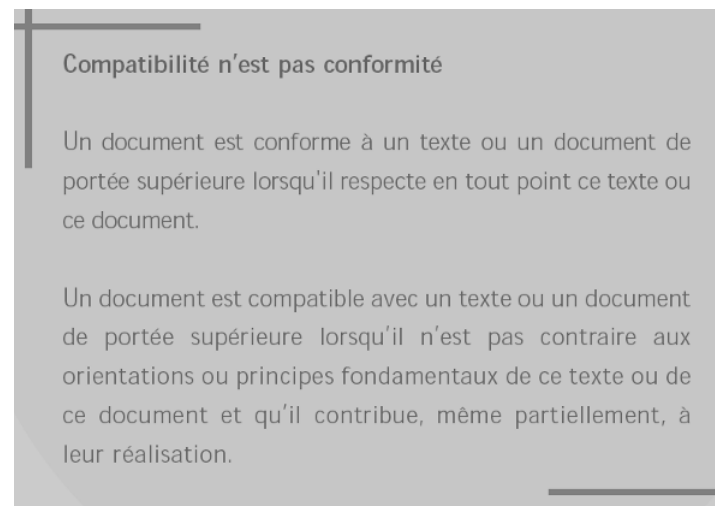 Compatibilité n'est pas conformité
Un document est conforme à un texte ou un document de
portée supérieure lorsqu'il respecte en tout point ce texte ou
ce document.
Un document est compatible avec un texte ou un document
de portée supérieure lorsqu'il n'est pas contraire aux
orientations ou principes fondamentaux de ce texte ou de
ce document et qu'il contribue, même partiellement, à
leur réalisation.